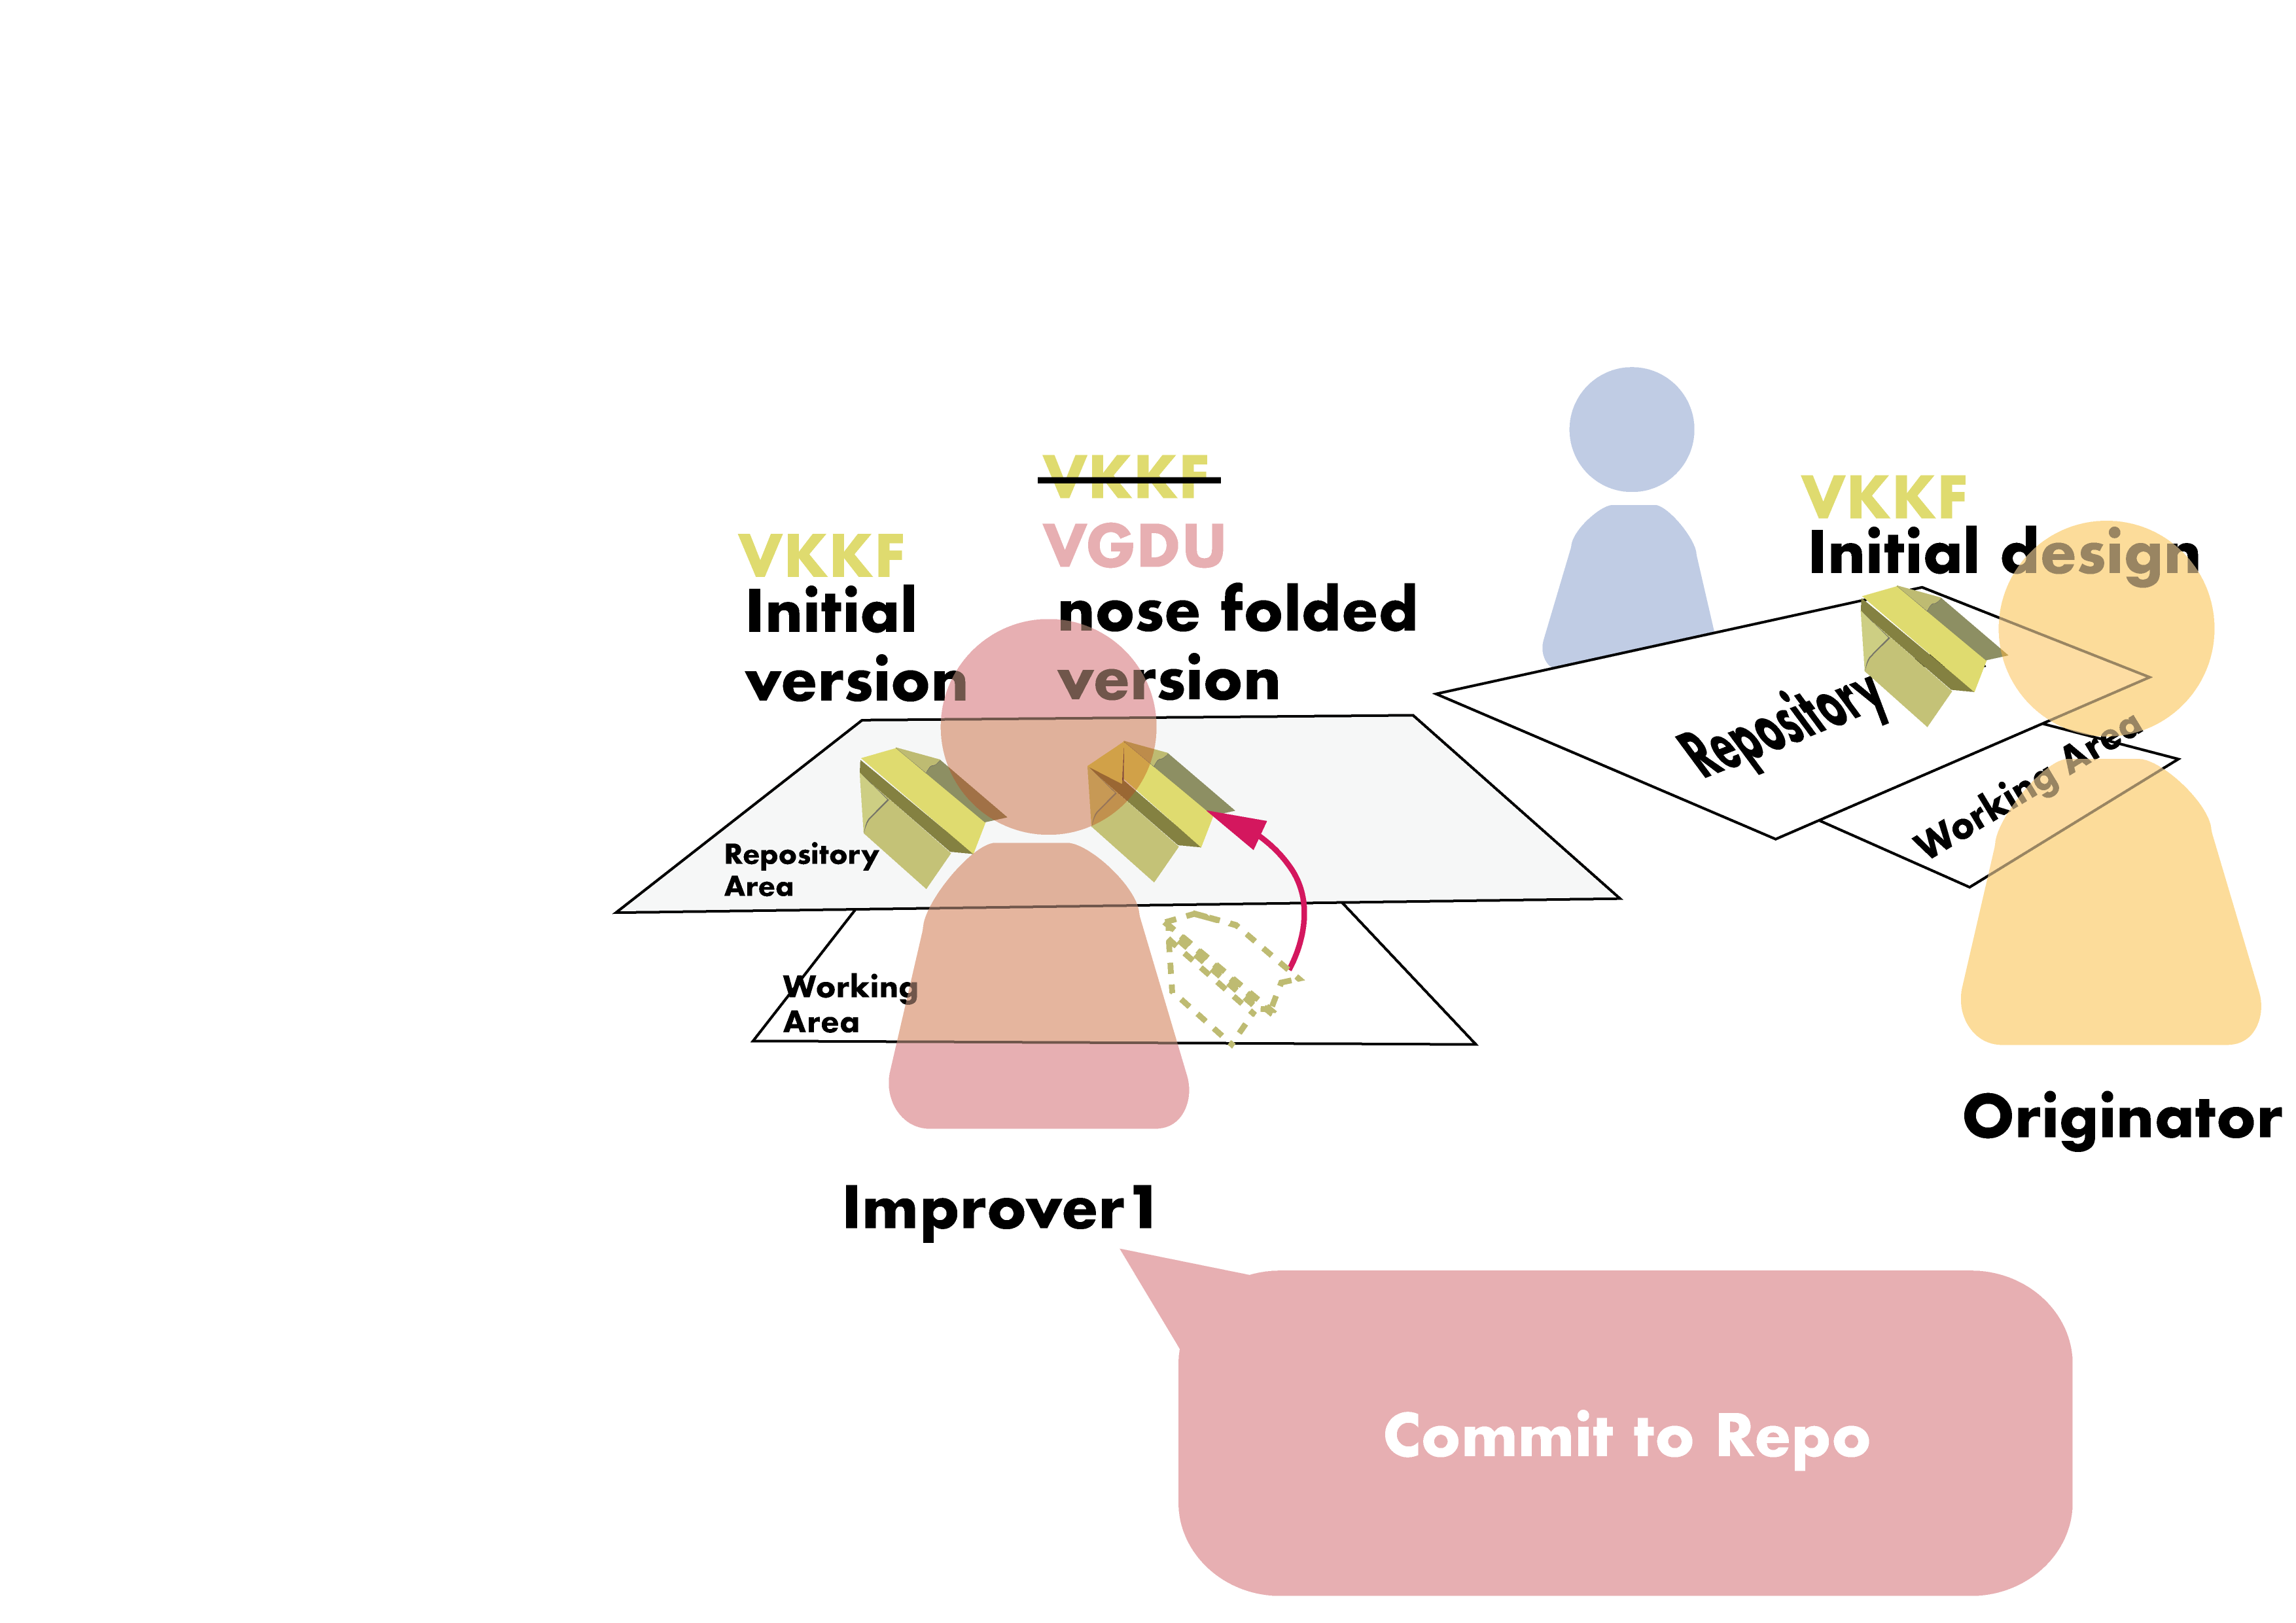 VKKF
VGDU
nose folded
version
VKKF
Initial
version
VKKF
Initial design
Repository
Working Area
Repository
Area
Working
Area
Originator
Improver1
Commit to Repo